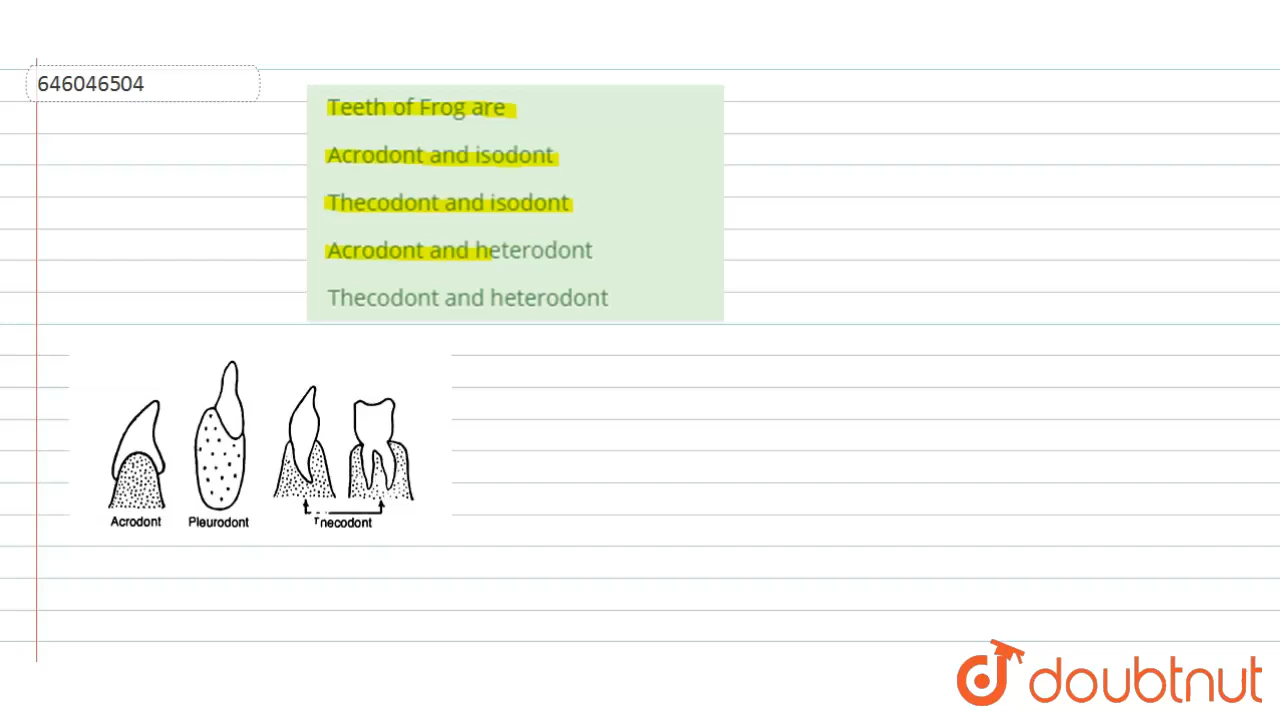 646046504
Teeth of Frog are
Acrodont and isodont
Thecodont and isodont
Acrodont and heterodont
Thecodont and heterodont
Acrodont Pleurodont Tnecodont
doubtnut